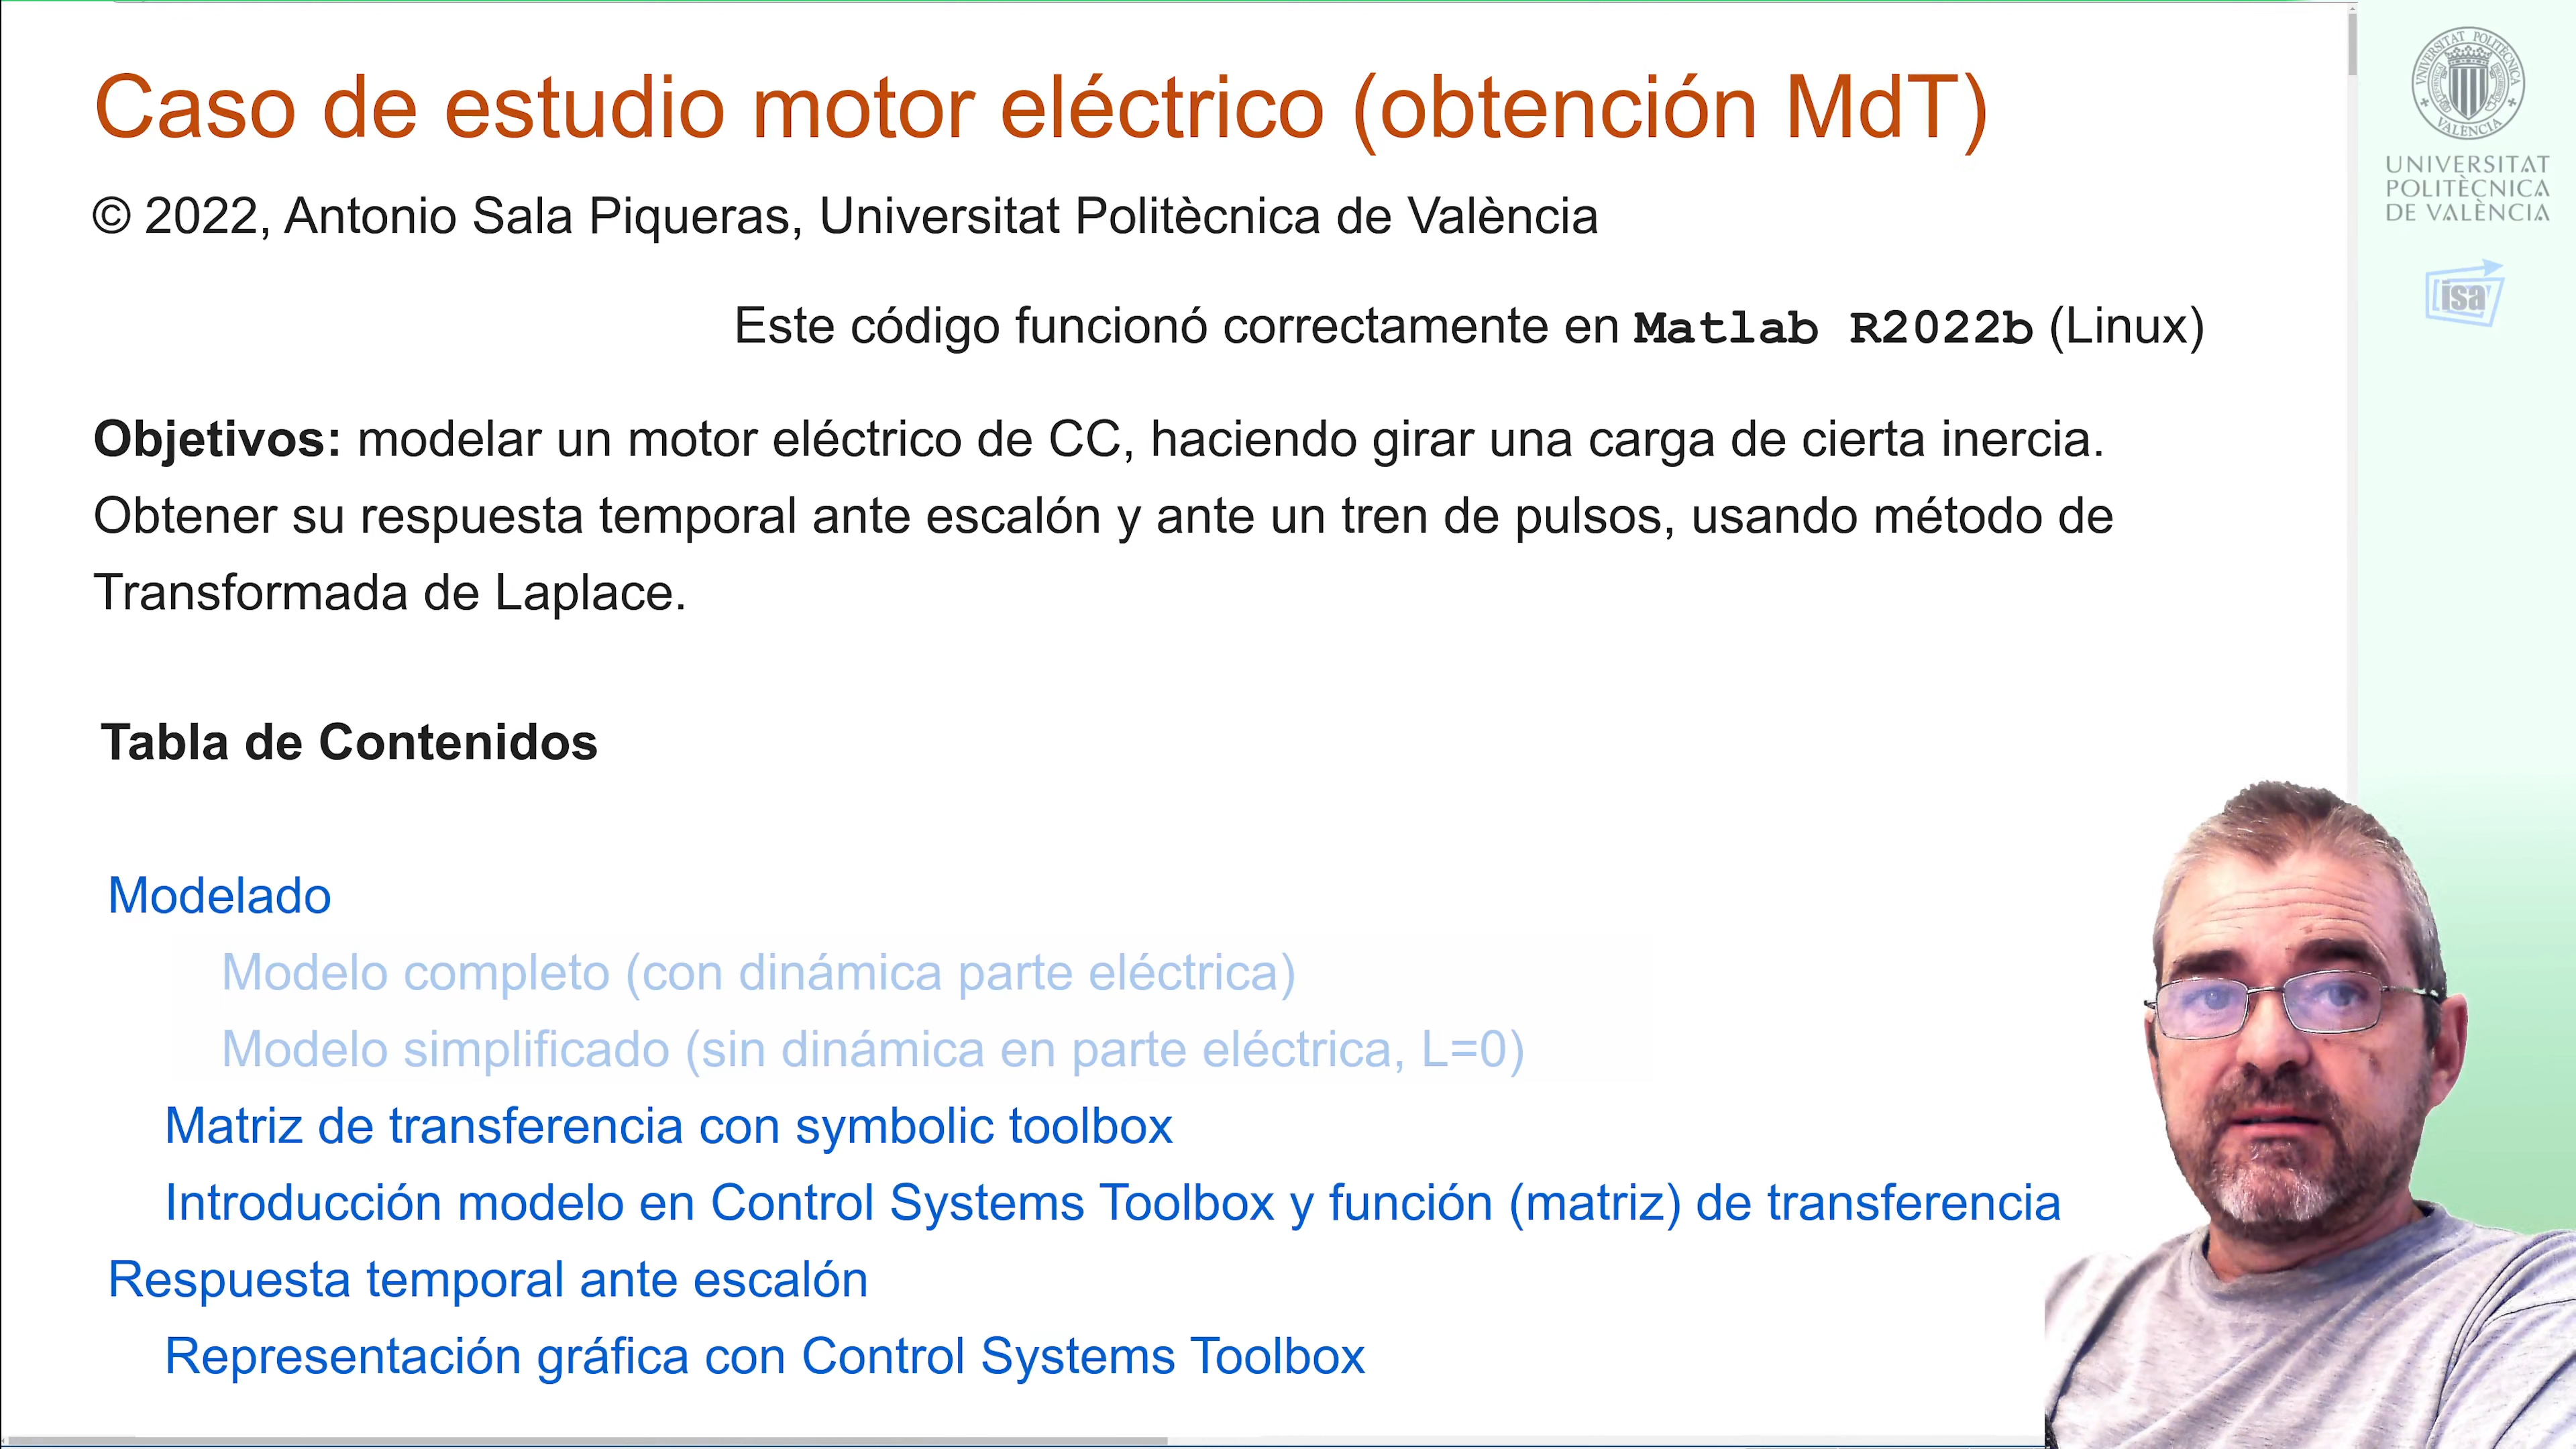 Caso de estudio motor eléctrico (obtención MdT)
© 2022, Antonio Sala Piqueras, Universitat Politècnica de València
Este código funcionó correctamente en Matlab R2022b (Linux)
Objetivos: modelar un motor eléctrico de CC, haciendo girar una carga de cierta inercia.
Obtener su respuesta temporal ante escalón y ante un tren de pulsos, usando método de
Transformada de Laplace.
Tabla de Contenidos
Modelado
Modelo completo (con dinámica parte eléctrica)
Modelo simplificado (sin dinámica en parte eléctrica, L=0)
Matriz de transferencia con symbolic toolbox
Introducción modelo en Control Systems Toolbox y función (matriz) de transferencia
Respuesta temporal ante escalón
Representación gráfica con Control Systems Toolbox
UNIVERSITAT POLITECNICA
VALENCIA
UNIVERSITAT
POLITÈCNICA
DE VALÈNCIA
isa